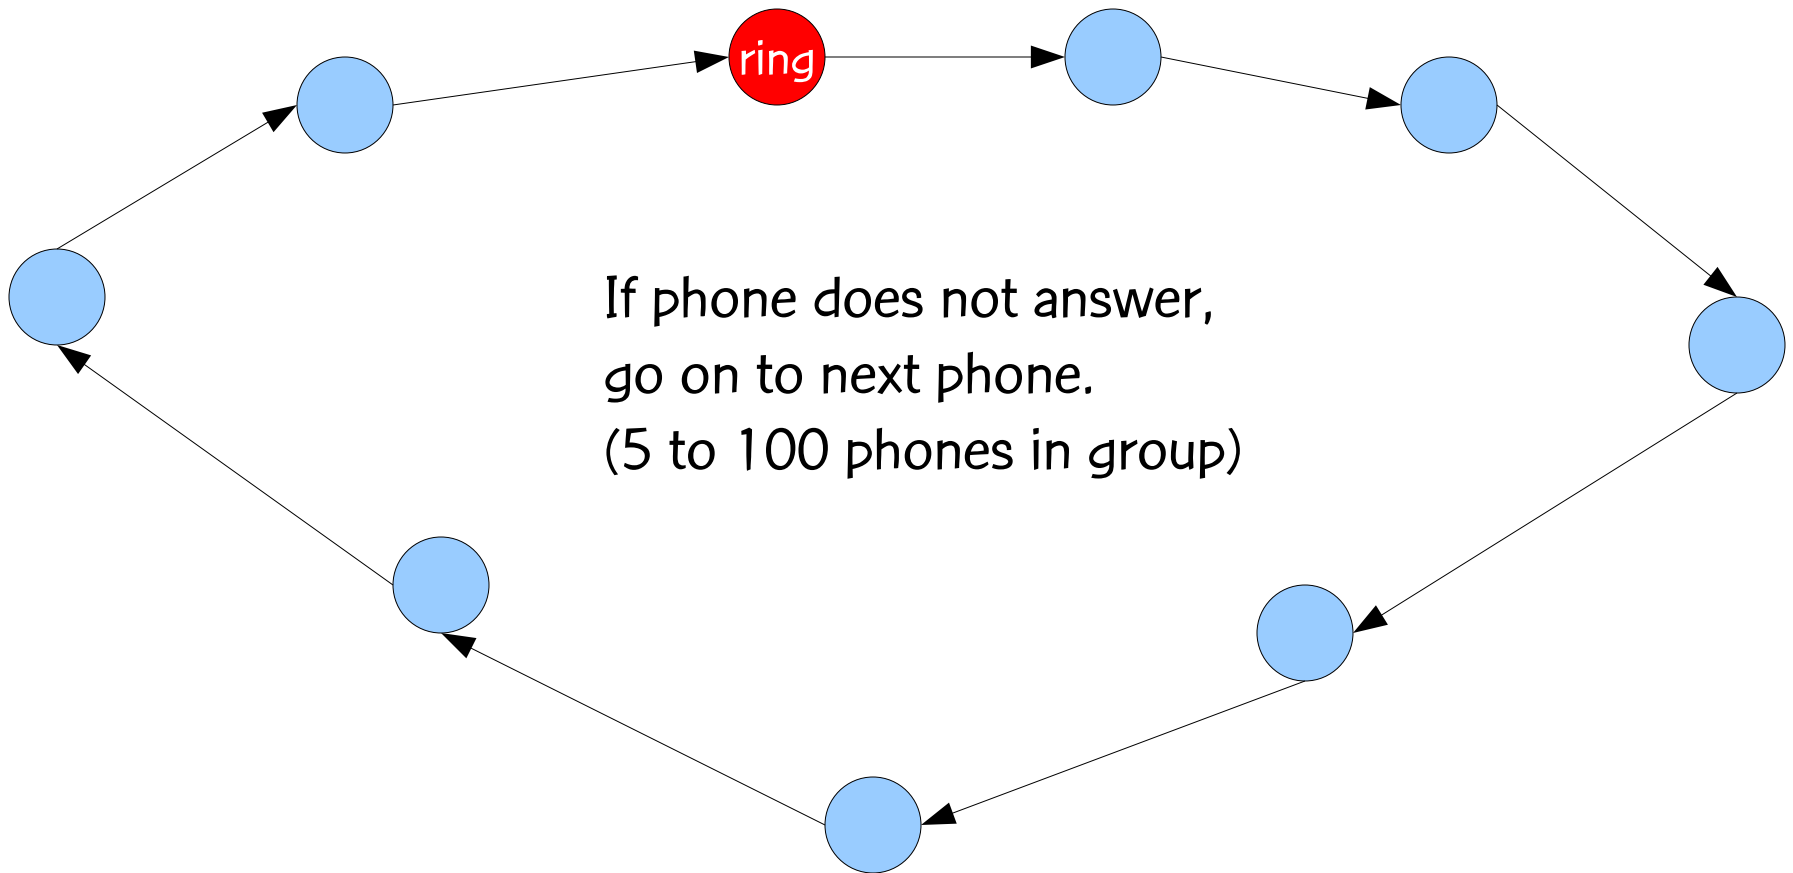 ring
If phone does not answer,
go on to next phone.
(5 to 100 phones in group)